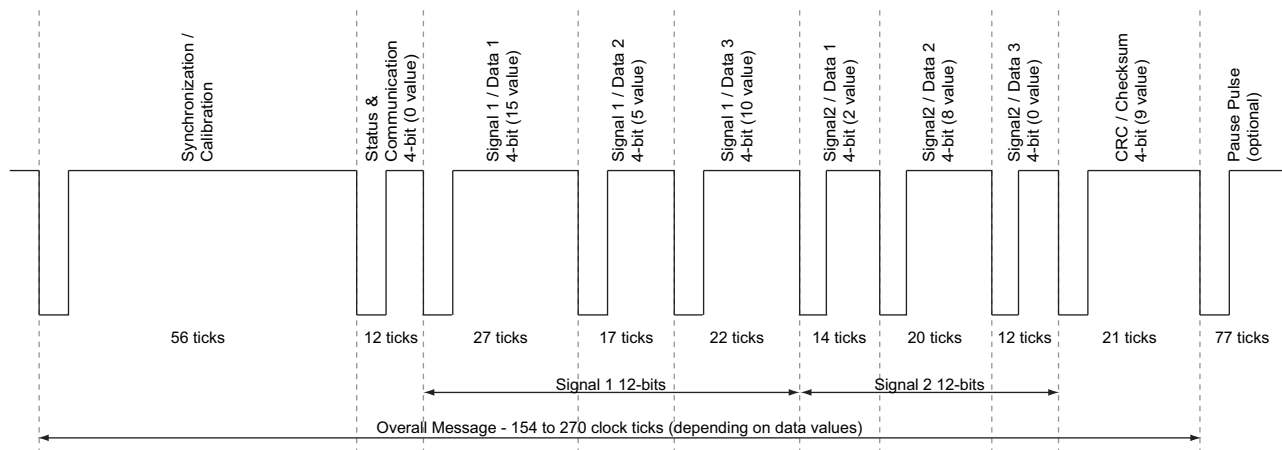 Synchronization /
Calibration
Status &
Communication
4-bit (0 value)
Signal 1 / Data 1
4-bit (15 value)
Signal 1 / Data 2
4-bit (5 value)
Signal 1 / Data 3
4-bit (10 value)
Signal2 / Data 1
4-bit (2 value)
Signal2 / Data 2
4-bit (8 value)
Signal2 / Data 3
4-bit (0 value)
CRC / Checksum
4-bit (9 value)
Pause Pulse
(optional)
56 ticks
12 ticks
27 ticks
17 ticks
22 ticks
14 ticks
20 ticks
12 ticks
21 ticks
77 ticks
Signal 1 12-bits
Signal 2 12-bits
Overall Message - 154 to 270 clock ticks (depending on data values)